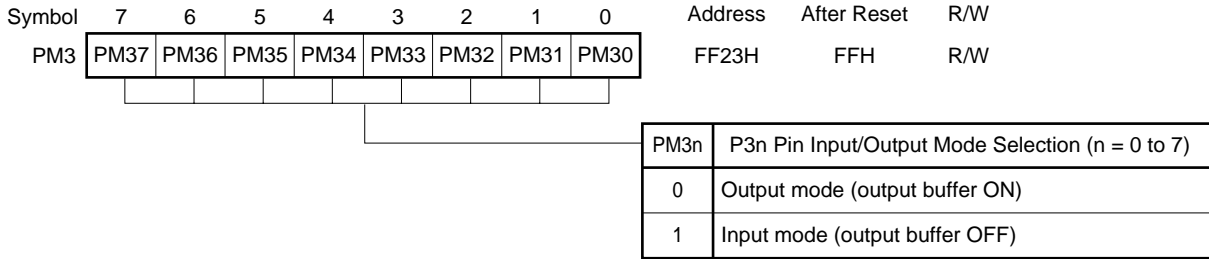 Symbol 7 6 5 4 3 2 1 0 Address After Reset R/W
PM3 PM37 PM36 PM35 PM34 PM33 PM32 PM31 PM30 FF23H FFH R/W
PM3n P3n Pin Input/Output Mode Selection (n = 0 to 7)
0 Output mode (output buffer ON)
1 Input mode (output buffer OFF)